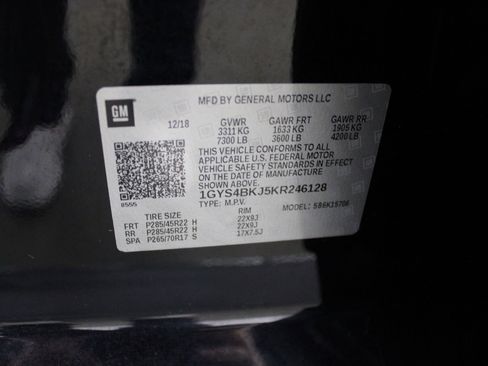 GM
MFD BY GENERAL MOTORS LLC
12/18 GVWR GAWR FRT GAWR RR
3311 KG 1633 KG 1905 KG
7300 LB 3600 LB 4200 LB
THIS VEHICLE CONFORMS TO ALL
APPLICABLE U.S. FEDERAL MOTOR
VEHICLE SAFETY STANDARDS IN EFFECT
ON THE DATE OF MANUFACTURE SHOWN ABOVE.
1GYS4BKJ5KR246128
8555 TYPE: M.P.V. MODEL: 5B6K15706
TIRE SIZE RIM
FRT P285/45R22 H 22X9J
RR P285/45R22 H 22X9J
SPA P265/70R17 S 17X7.5J